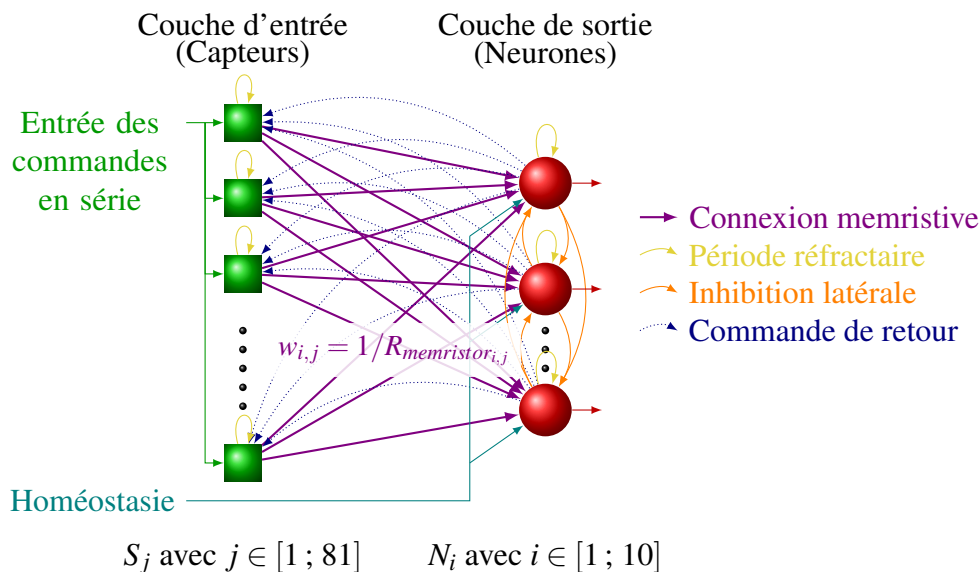 Couche d'entrée
(Capteurs)
Couche de sortie
(Neurones)
Entrée des
commandes
en série
Connexion memristive
Période réfractaire
Inhibition latérale
Commande de retour
w_{i,j} = 1/R_{memristor_{i,j}}
Homéostasie
S_j avec j ∈ [1 ; 81]
N_i avec i ∈ [1 ; 10]